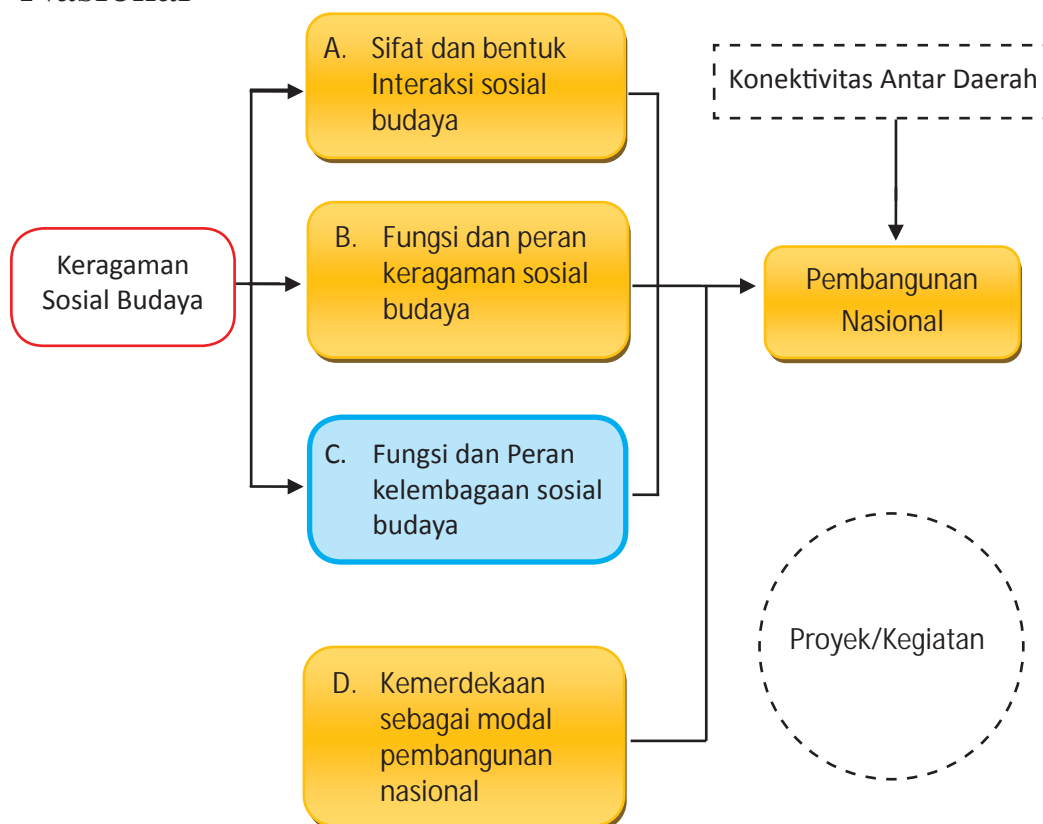 Nasional
A. Sifat dan bentuk
Interaksi sosial
budaya
Konektivitas Antar Daerah
B. Fungsi dan peran
keragaman sosial
budaya
Keragaman
Sosial Budaya
Pembangunan
Nasional
C. Fungsi dan Peran
kelembagaan sosial
budaya
Proyek/Kegiatan
D. Kemerdekaan
sebagai modal
pembangunan
nasional